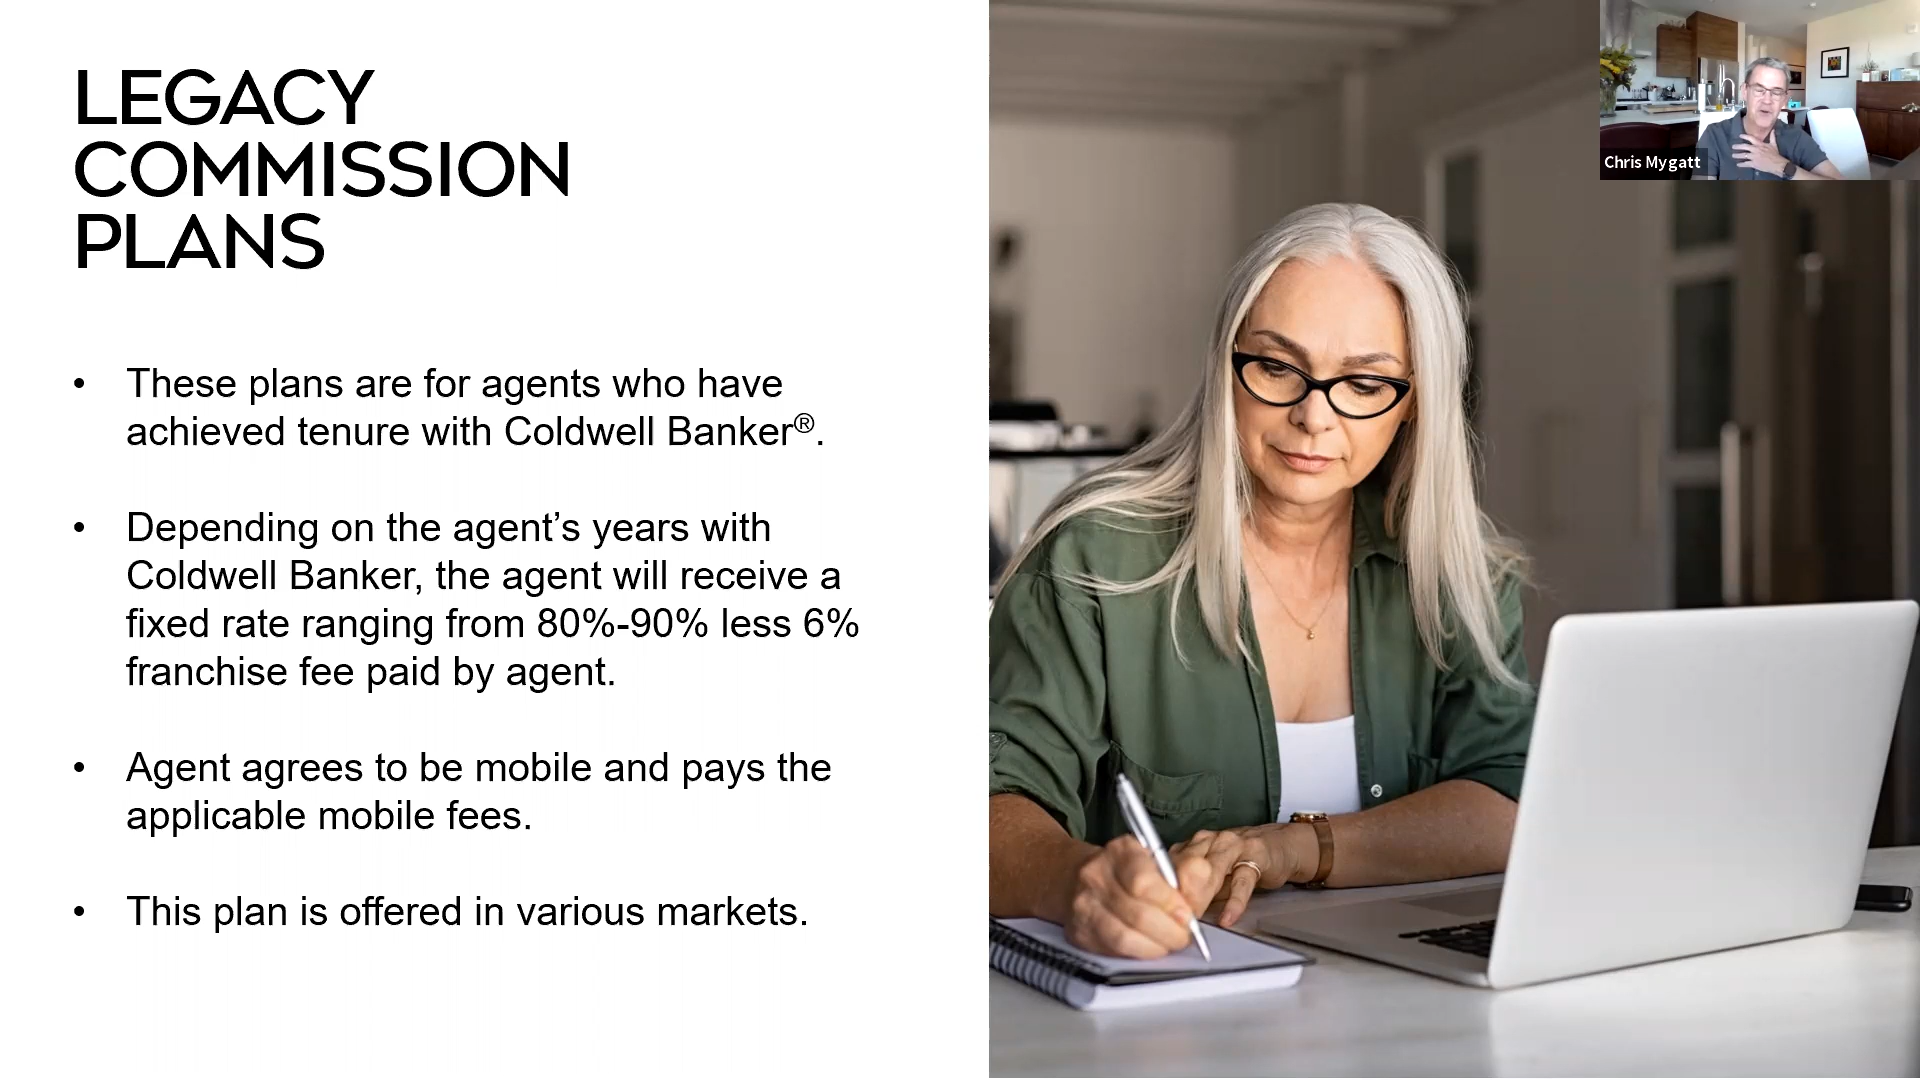 LEGACY
COMMISSION
PLANS
• These plans are for agents who have
achieved tenure with Coldwell Banker®.
• Depending on the agent’s years with
Coldwell Banker, the agent will receive a
fixed rate ranging from 80%-90% less 6%
franchise fee paid by agent.
• Agent agrees to be mobile and pays the
applicable mobile fees.
• This plan is offered in various markets.
Chris Mygatt